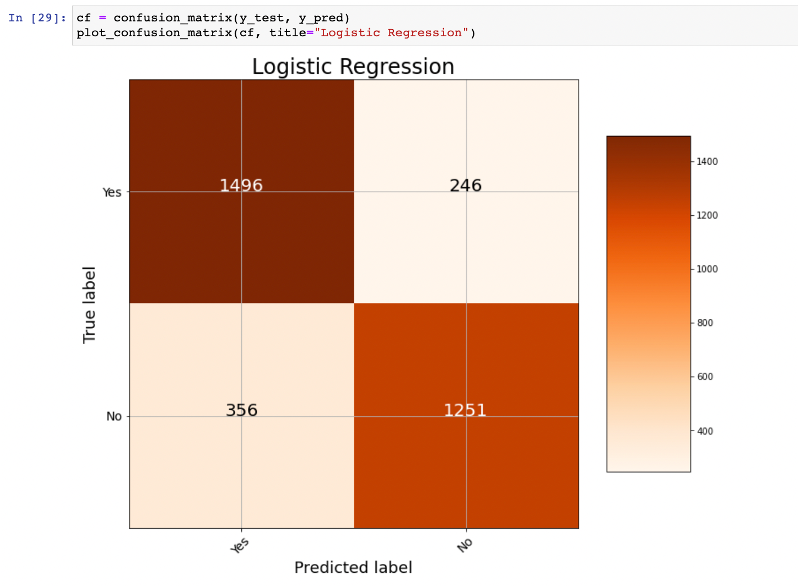 In [29]: cf = confusion_matrix(y_test, y_pred)
plot_confusion_matrix(cf, title="Logistic Regression")
Logistic Regression
1496 246
356 1251
Yes
No
True label
Yes No
Predicted label
1400
1200
1000
800
600
400